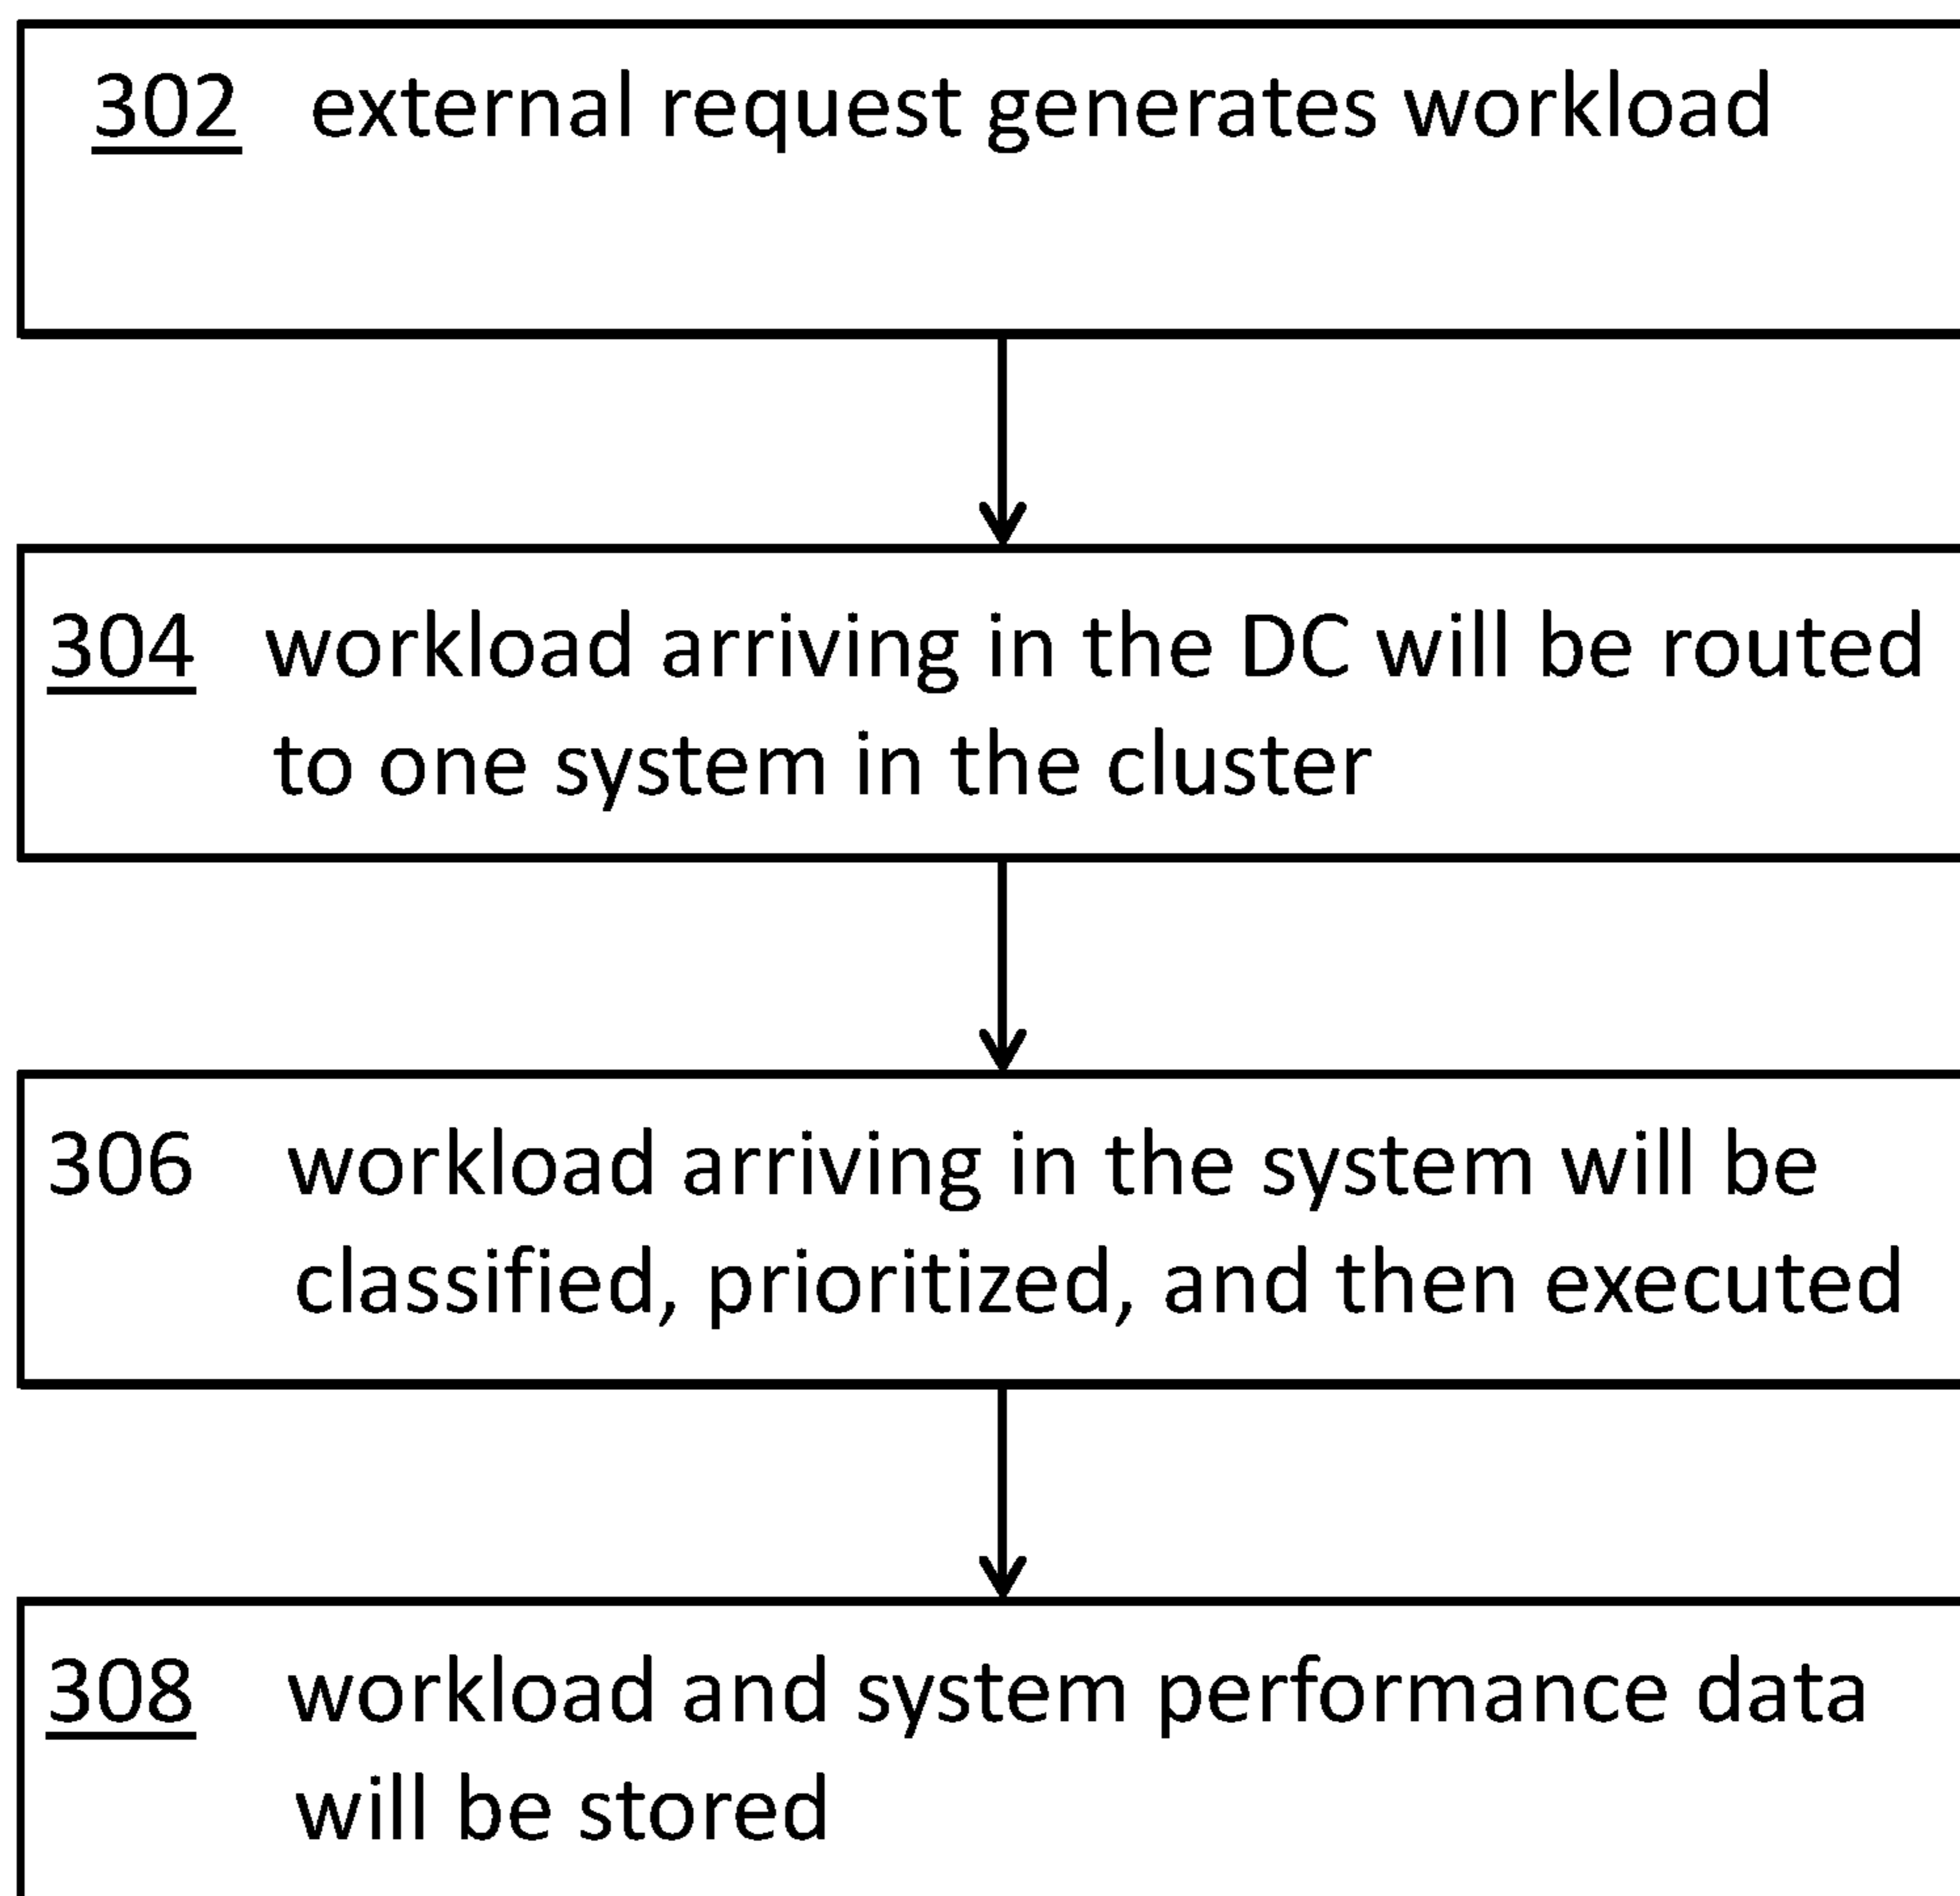 302 external request generates workload
304 workload arriving in the DC will be routed
to one system in the cluster
306 workload arriving in the system will be
classified, prioritized, and then executed
308 workload and system performance data
will be stored